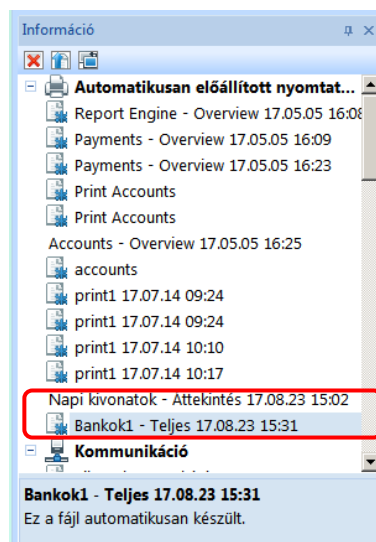 Információ
Automatikusan előállított nyomtat...
Report Engine - Overview 17.05.05 16:08
Payments - Overview 17.05.05 16:09
Payments - Overview 17.05.05 16:23
Print Accounts
Print Accounts
Accounts - Overview 17.05.05 16:25
accounts
print1 17.07.14 09:24
print1 17.07.14 09:24
print1 17.07.14 10:10
print1 17.07.14 10:17
Napi kivonatok - Áttekintés 17.08.23 15:02
Bankok1 - Teljes 17.08.23 15:31
Kommunikáció
Bankok1 - Teljes 17.08.23 15:31
Ez a fájl automatikusan készült.